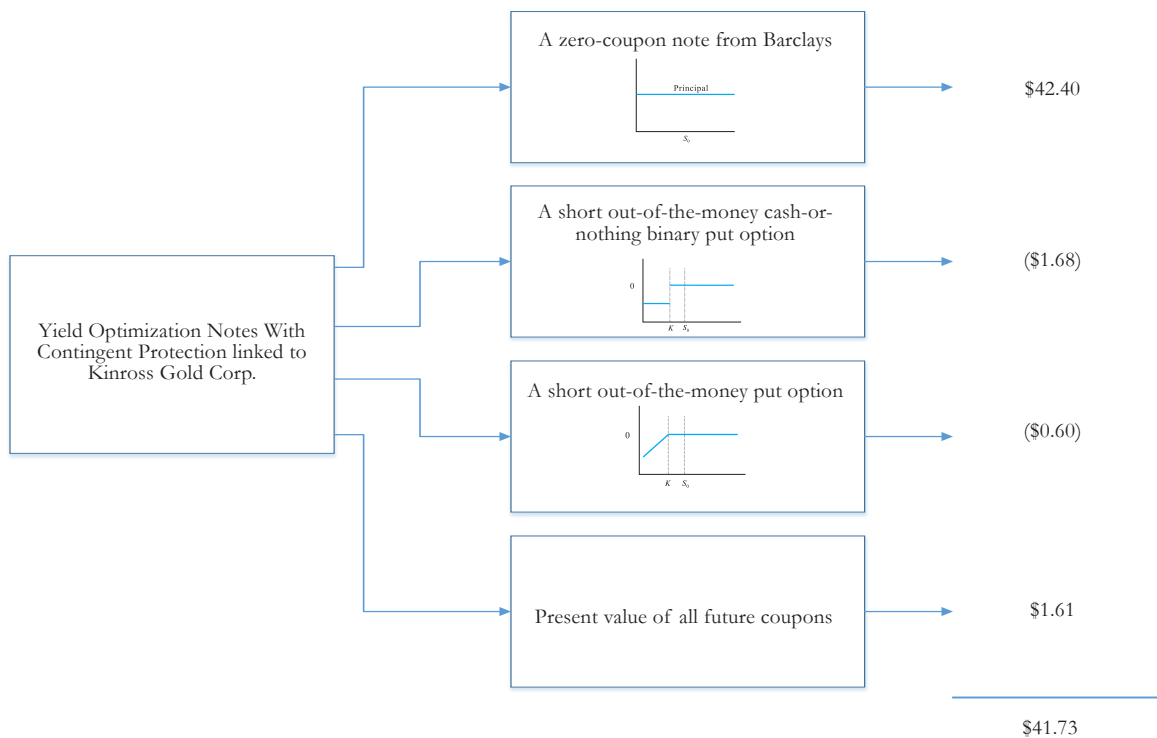 Yield Optimization Notes With
Contingent Protection linked to
Kinross Gold Corp.
A zero-coupon note from Barclays
Principal
S₀
$42.40
A short out-of-the-money cash-or-
nothing binary put option
0
K S₀
($1.68)
A short out-of-the-money put option
0
K S₀
($0.60)
Present value of all future coupons
$1.61
$41.73